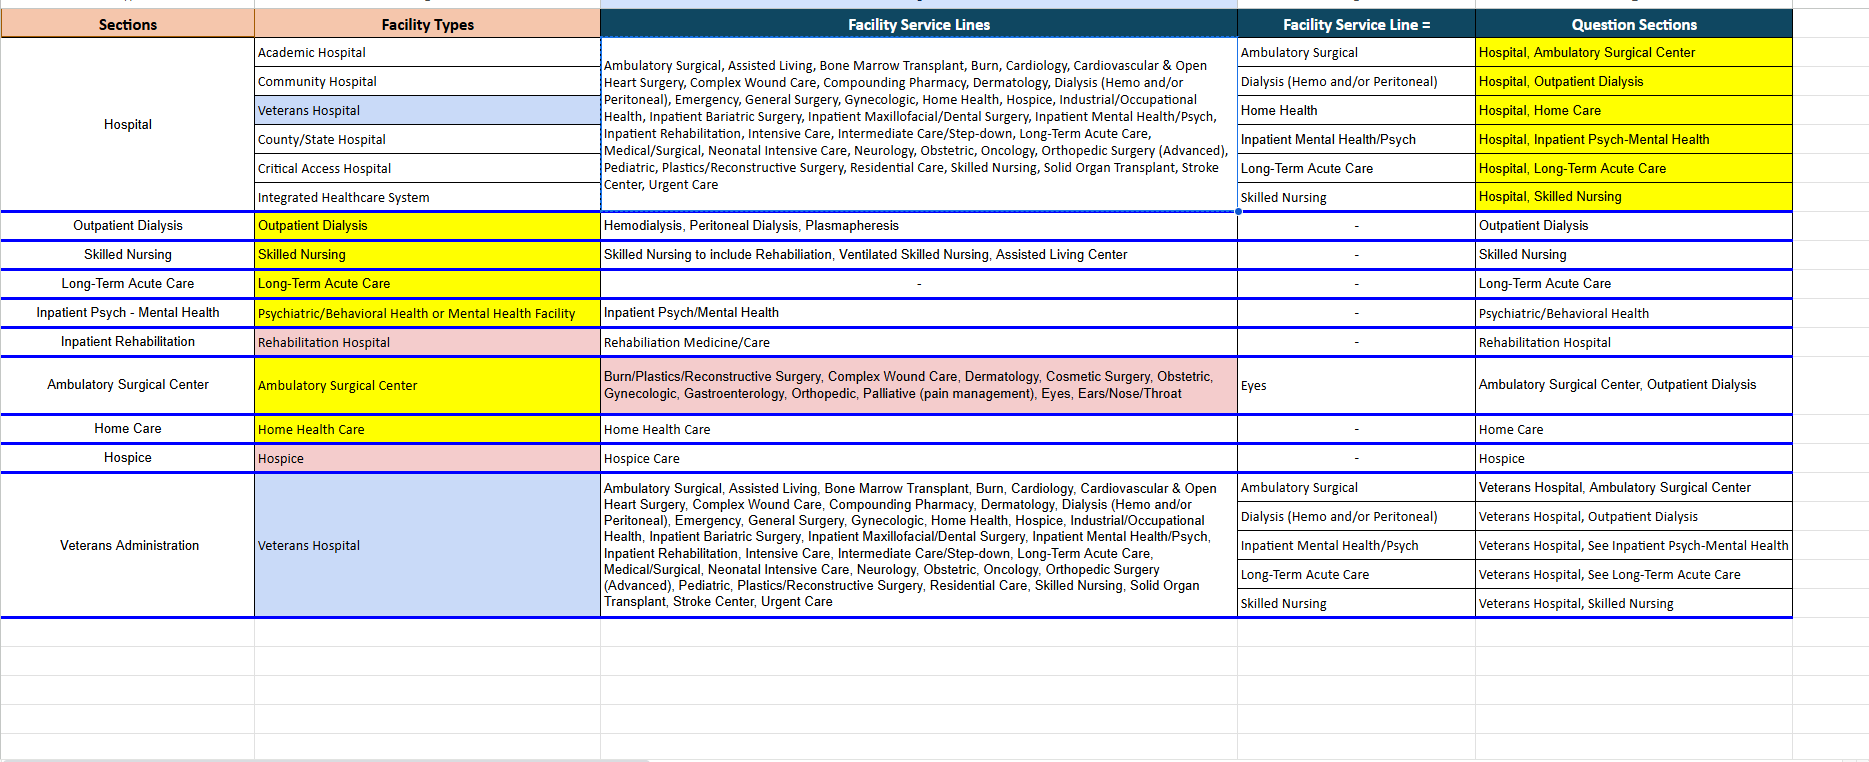 Sections
Facility Types
Facility Service Lines
Facility Service Line =
Question Sections
Hospital
Academic Hospital
Community Hospital
Veterans Hospital
County/State Hospital
Critical Access Hospital
Integrated Healthcare System
Ambulatory Surgical, Assisted Living, Bone Marrow Transplant, Burn, Cardiology, Cardiovascular & Open
Heart Surgery, Complex Wound Care, Compounding Pharmacy, Dermatology, Dialysis (Hemo and/or
Peritoneal), Emergency, General Surgery, Gynecologic, Home Health, Hospice, Industrial/Occupational
Health, Inpatient Bariatric Surgery, Inpatient Maxillofacial/Dental Surgery, Inpatient Mental Health/Psych,
Inpatient Rehabilitation, Intensive Care, Intermediate Care/Step-down, Long-Term Acute Care,
Medical/Surgical, Neonatal Intensive Care, Neurology, Obstetric, Oncology, Orthopedic Surgery (Advanced),
Pediatric, Plastics/Reconstructive Surgery, Residential Care, Skilled Nursing, Solid Organ Transplant, Stroke
Center, Urgent Care
Ambulatory Surgical
Hospital, Ambulatory Surgical Center
Dialysis (Hemo and/or Peritoneal)
Hospital, Outpatient Dialysis
Home Health
Hospital, Home Care
Inpatient Mental Health/Psych
Hospital, Inpatient Psych-Mental Health
Long-Term Acute Care
Hospital, Long-Term Acute Care
Skilled Nursing
Hospital, Skilled Nursing
Outpatient Dialysis
Outpatient Dialysis
Hemodialysis, Peritoneal Dialysis, Plasmapheresis
-
Outpatient Dialysis
Skilled Nursing
Skilled Nursing
Skilled Nursing to include Rehabiliation, Ventilated Skilled Nursing, Assisted Living Center
-
Skilled Nursing
Long-Term Acute Care
Long-Term Acute Care
-
-
Long-Term Acute Care
Inpatient Psych - Mental Health
Psychiatric/Behavioral Health or Mental Health Facility
Inpatient Psych/Mental Health
-
Psychiatric/Behavioral Health
Inpatient Rehabilitation
Rehabilitation Hospital
Rehabiliation Medicine/Care
-
Rehabilitation Hospital
Ambulatory Surgical Center
Ambulatory Surgical Center
Burn/Plastics/Reconstructive Surgery, Complex Wound Care, Dermatology, Cosmetic Surgery, Obstetric,
Gynecologic, Gastroenterology, Orthopedic, Palliative (pain management), Eyes, Ears/Nose/Throat
Eyes
Ambulatory Surgical Center, Outpatient Dialysis
Home Care
Home Health Care
Home Health Care
-
Home Care
Hospice
Hospice
Hospice Care
-
Hospice
Veterans Administration
Veterans Hospital
Ambulatory Surgical, Assisted Living, Bone Marrow Transplant, Burn, Cardiology, Cardiovascular & Open
Heart Surgery, Complex Wound Care, Compounding Pharmacy, Dermatology, Dialysis (Hemo and/or
Peritoneal), Emergency, General Surgery, Gynecologic, Home Health, Hospice, Industrial/Occupational
Health, Inpatient Bariatric Surgery, Inpatient Maxillofacial/Dental Surgery, Inpatient Mental Health/Psych,
Inpatient Rehabilitation, Intensive Care, Intermediate Care/Step-down, Long-Term Acute Care,
Medical/Surgical, Neonatal Intensive Care, Neurology, Obstetric, Oncology, Orthopedic Surgery
(Advanced), Pediatric, Plastics/Reconstructive Surgery, Residential Care, Skilled Nursing, Solid Organ
Transplant, Stroke Center, Urgent Care
Ambulatory Surgical
Veterans Hospital, Ambulatory Surgical Center
Dialysis (Hemo and/or Peritoneal)
Veterans Hospital, Outpatient Dialysis
Inpatient Mental Health/Psych
Veterans Hospital, See Inpatient Psych-Mental Health
Long-Term Acute Care
Veterans Hospital, See Long-Term Acute Care
Skilled Nursing
Veterans Hospital, Skilled Nursing